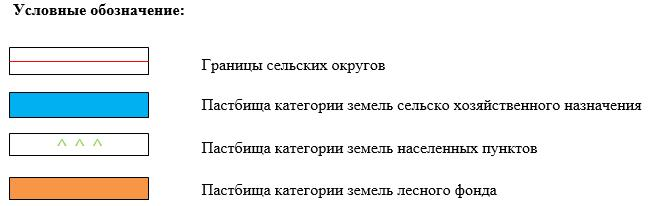 Условные обозначение:
Границы сельских округов
Пастбища категории земель сельско хозяйственного назначения
Пастбища категории земель населенных пунктов
Пастбища категории земель лесного фонда